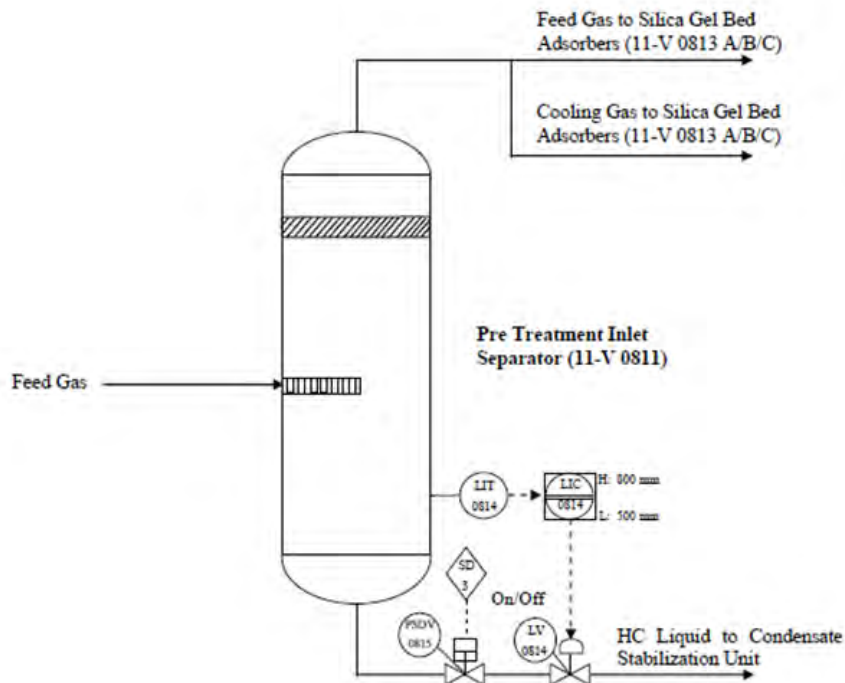 Feed Gas to Silica Gel Bed
Adsorbers (11-V 0813 A/B/C)
Cooling Gas to Silica Gel Bed
Adsorbers (11-V 0813 A/B/C)
Pre Treatment Inlet
Separator (11-V 0811)
Feed Gas
LIT
0814
LIC
0814
H: 800 mm
L: 500 mm
SD
3
On/Off
PSDV
0815
LV
0814
HC Liquid to Condensate
Stabilization Unit